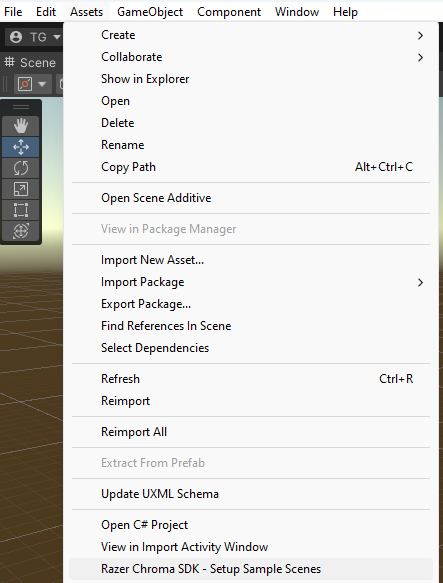 File Edit Assets GameObject Component Window Help
TG
Scene
Create
Collaborate
Show in Explorer
Open
Delete
Rename
Copy Path Alt+Ctrl+C
Open Scene Additive
View in Package Manager
Import New Asset...
Import Package
Export Package...
Find References In Scene
Select Dependencies
Refresh Ctrl+R
Reimport
Reimport All
Extract From Prefab
Update UXML Schema
Open C# Project
View in Import Activity Window
Razer Chroma SDK - Setup Sample Scenes